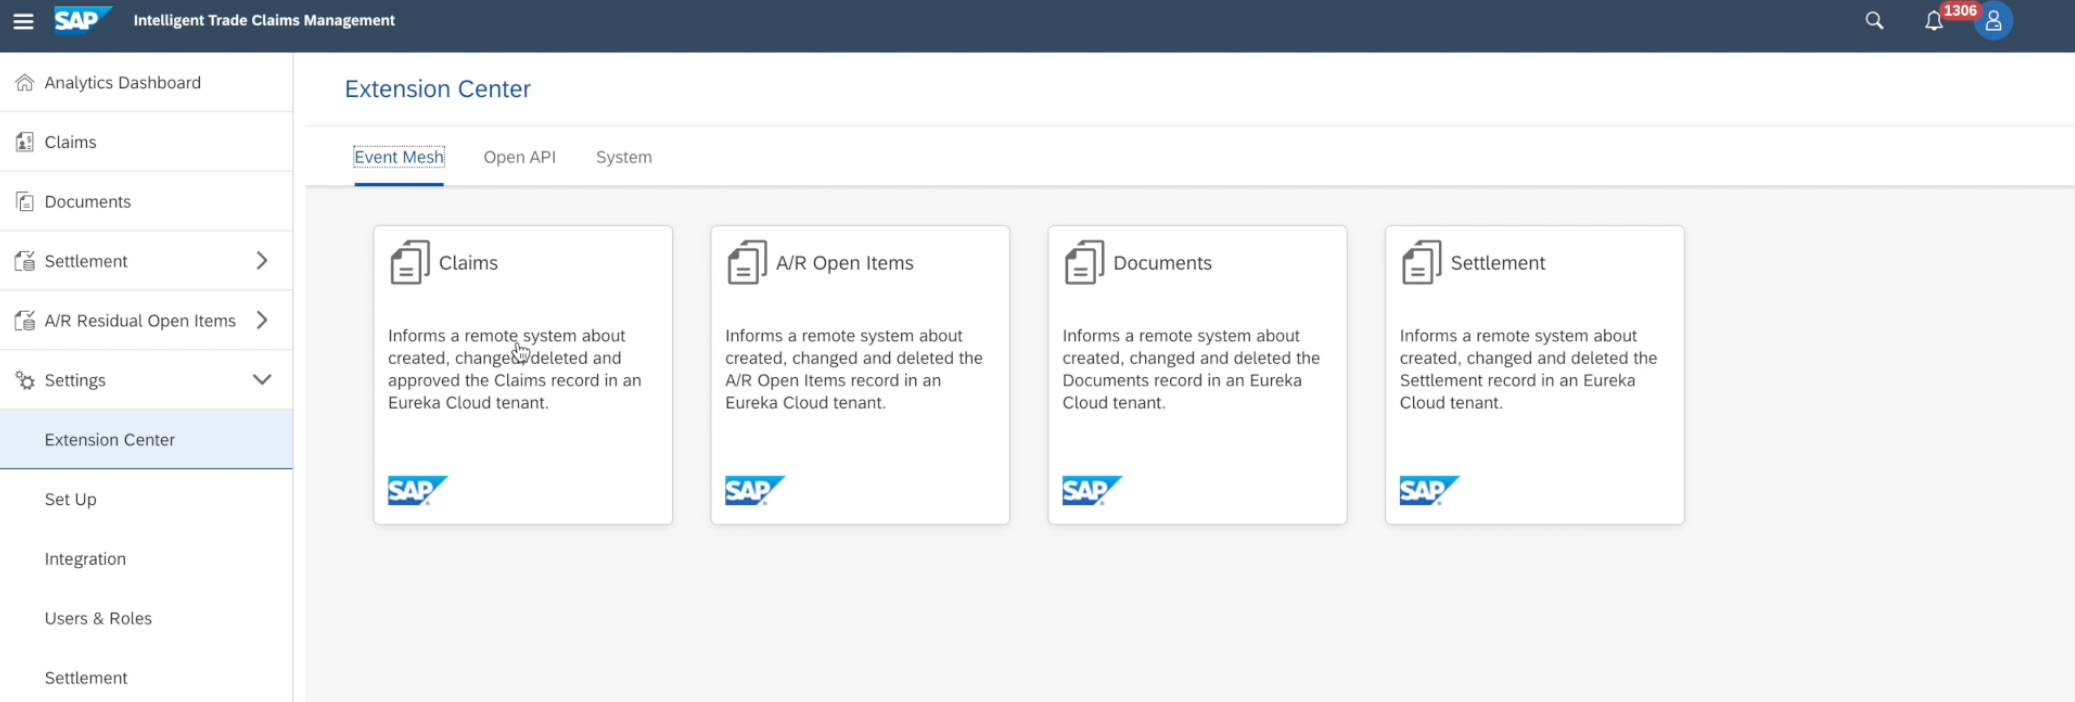 SAP Intelligent Trade Claims Management
1306
Analytics Dashboard
Claims
Documents
Settlement
A/R Residual Open Items
Settings
Extension Center
Set Up
Integration
Users & Roles
Settlement
Extension Center
Event Mesh Open API System
Claims
Informs a remote system about
created, changed deleted and
approved the Claims record in an
Eureka Cloud tenant.
SAP
A/R Open Items
Informs a remote system about
created, changed and deleted the
A/R Open Items record in an
Eureka Cloud tenant.
SAP
Documents
Informs a remote system about
created, changed and deleted the
Documents record in an Eureka
Cloud tenant.
SAP
Settlement
Informs a remote system about
created, changed and deleted the
Settlement record in an Eureka
Cloud tenant.
SAP